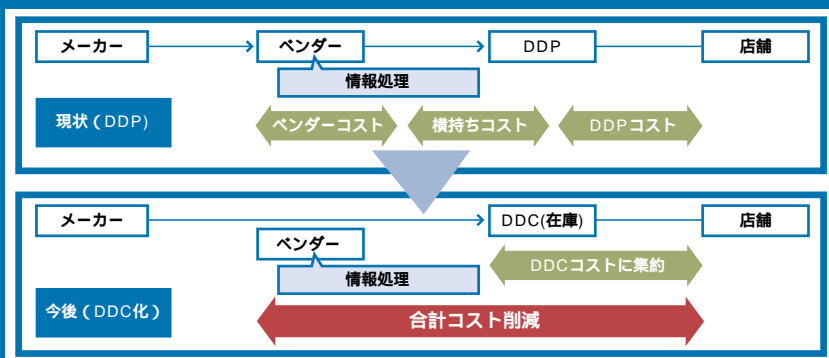 メーカー
ベンダー
DDP
店舗
情報処理
現状（DDP)
ベンダーコスト
横持ちコスト
DDPコスト
メーカー
DDC(在庫)
店舗
ベンダー
情報処理
DDCコストに集約
今後（DDC化）
合計コスト削減